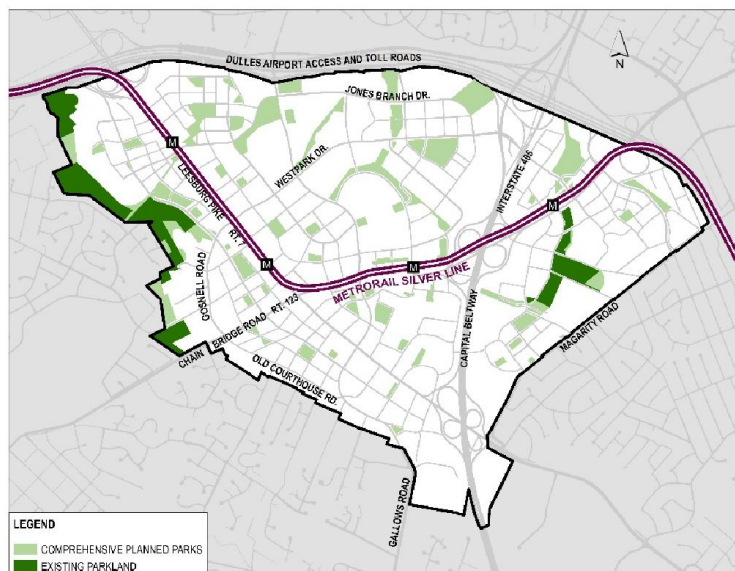 DULLES AIRPORT ACCESS AND TOLL ROADS
N
JONES BRANCH DR.
WESTPARK DR.
INTERSTATE 466
M
LEESBURG PIKE RT. 7
M
M
M
METRORAIL SILVER LINE
GOSNELL ROAD
CHAIN BRIDGE ROAD RT. 123
CAPITAL BELTWAY
MAGARITY ROAD
OLD COURTHOUSE RD.
GALLOWS ROAD
LEGEND
COMPREHENSIVE PLANNED PARKS
EXISTING PARKLAND